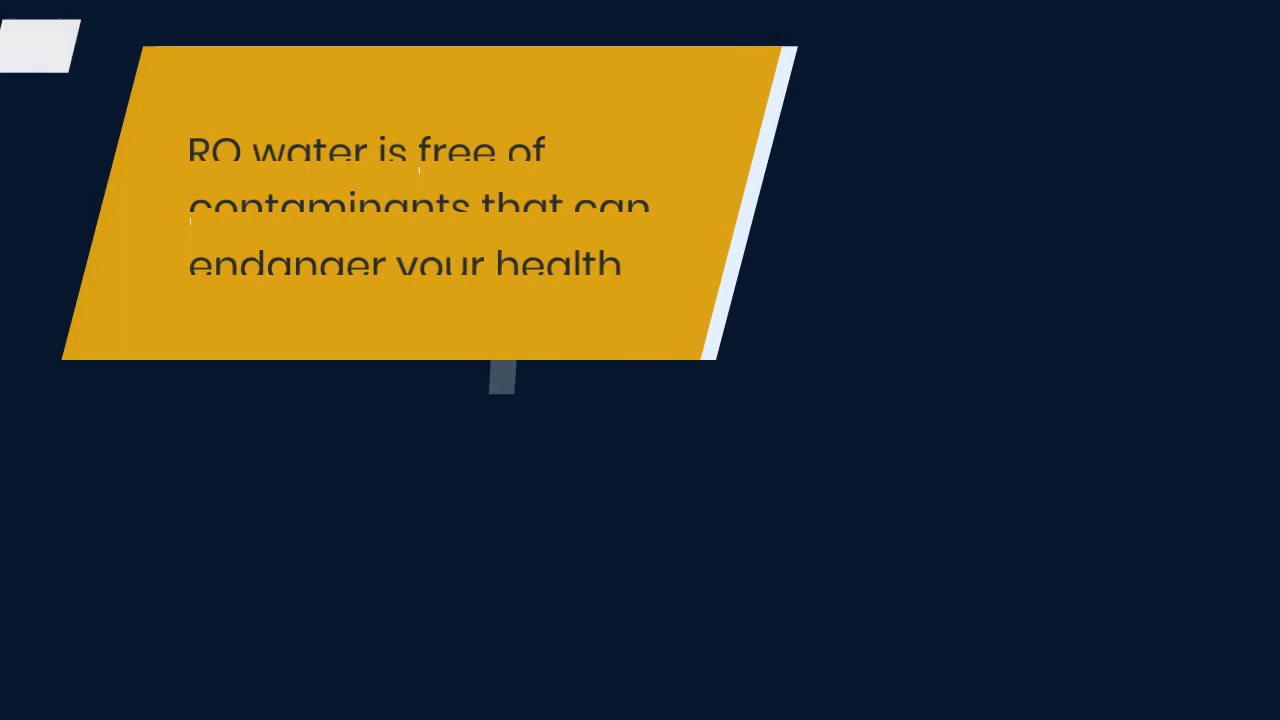 RO water is free of
contaminants that can
endanger your health